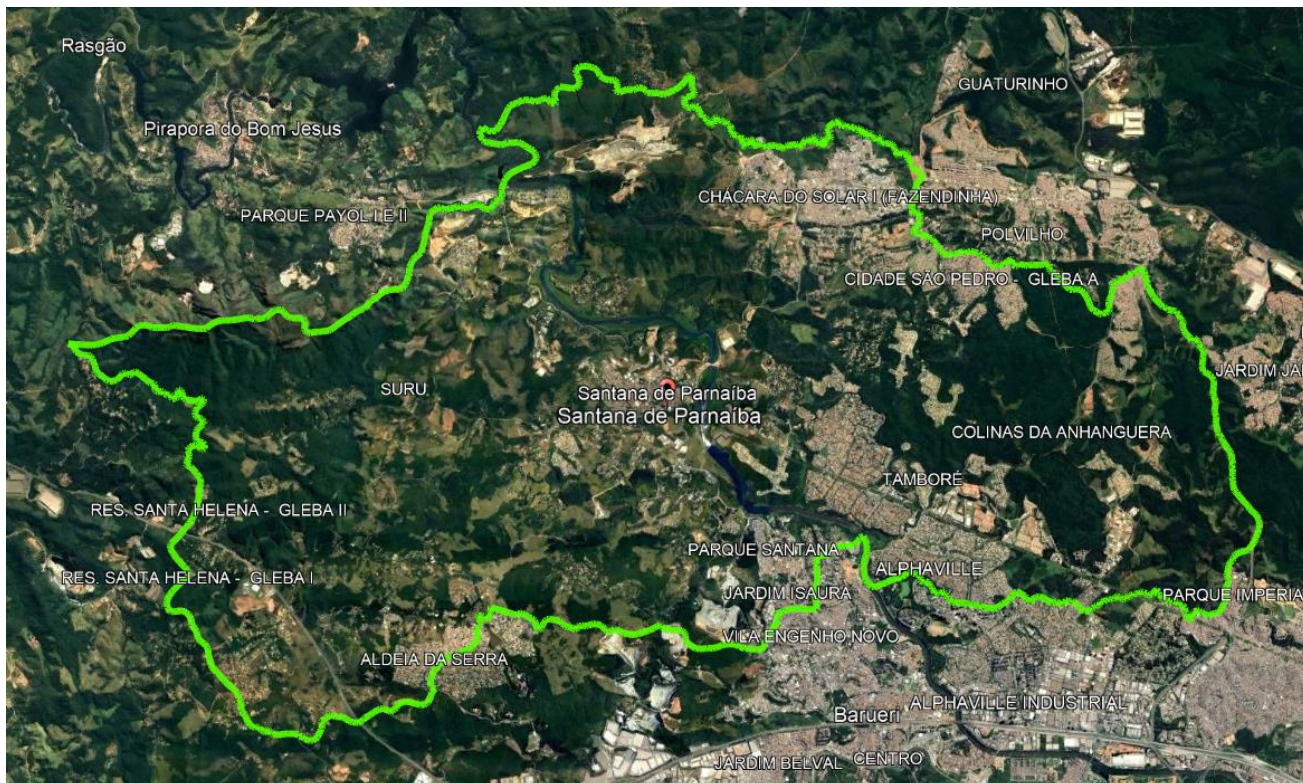 Rasgão
GUATURINHO
Pirapora do Bom Jesus
CHÁCARA DO SOLAR I (FAZENDINHA)
PARQUE PAYOL I E II
POLVILHO
CIDADE SÃO PEDRO - GLEBA A
JARDIM JA
SURU
Santana de Parnaíba
Santana de Parnaíba
COLINAS DA ANHANGUERA
TAMBORÉ
RES. SANTA HELENA - GLEBA II
PARQUE SANTANA
ALPHAVILLE
RES. SANTA HELENA - GLEBA I
JARDIM ISAURA
PARQUE IMPERIA
VILA ENGENHO NOVO
ALDEIA DA SERRA
ALPHAVILLE INDUSTRIAL
Barueri
CENTRO
JARDIM BELVAL